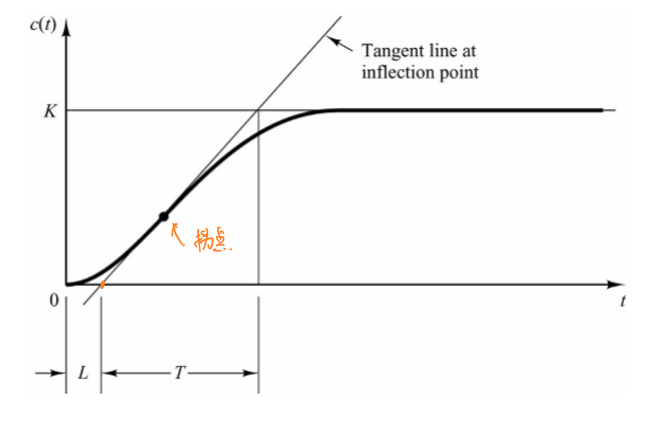 c(t)
Tangent line at
inflection point
K
拐点.
0
t
L
T